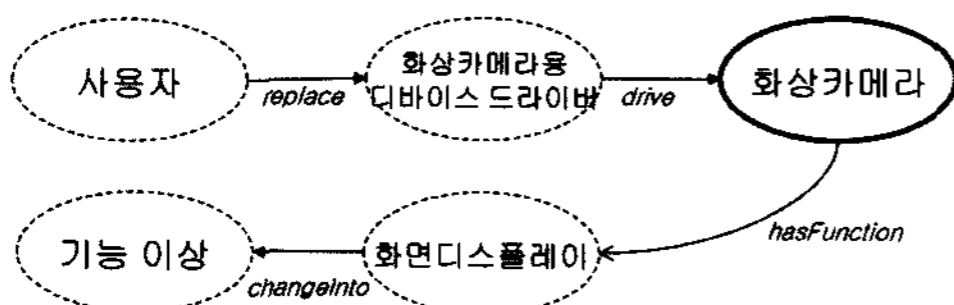 사용자
replace
화상카메라용
디바이스 드라이버
drive
화상카메라
hasFunction
화면디스플레이
changeInto
기능 이상